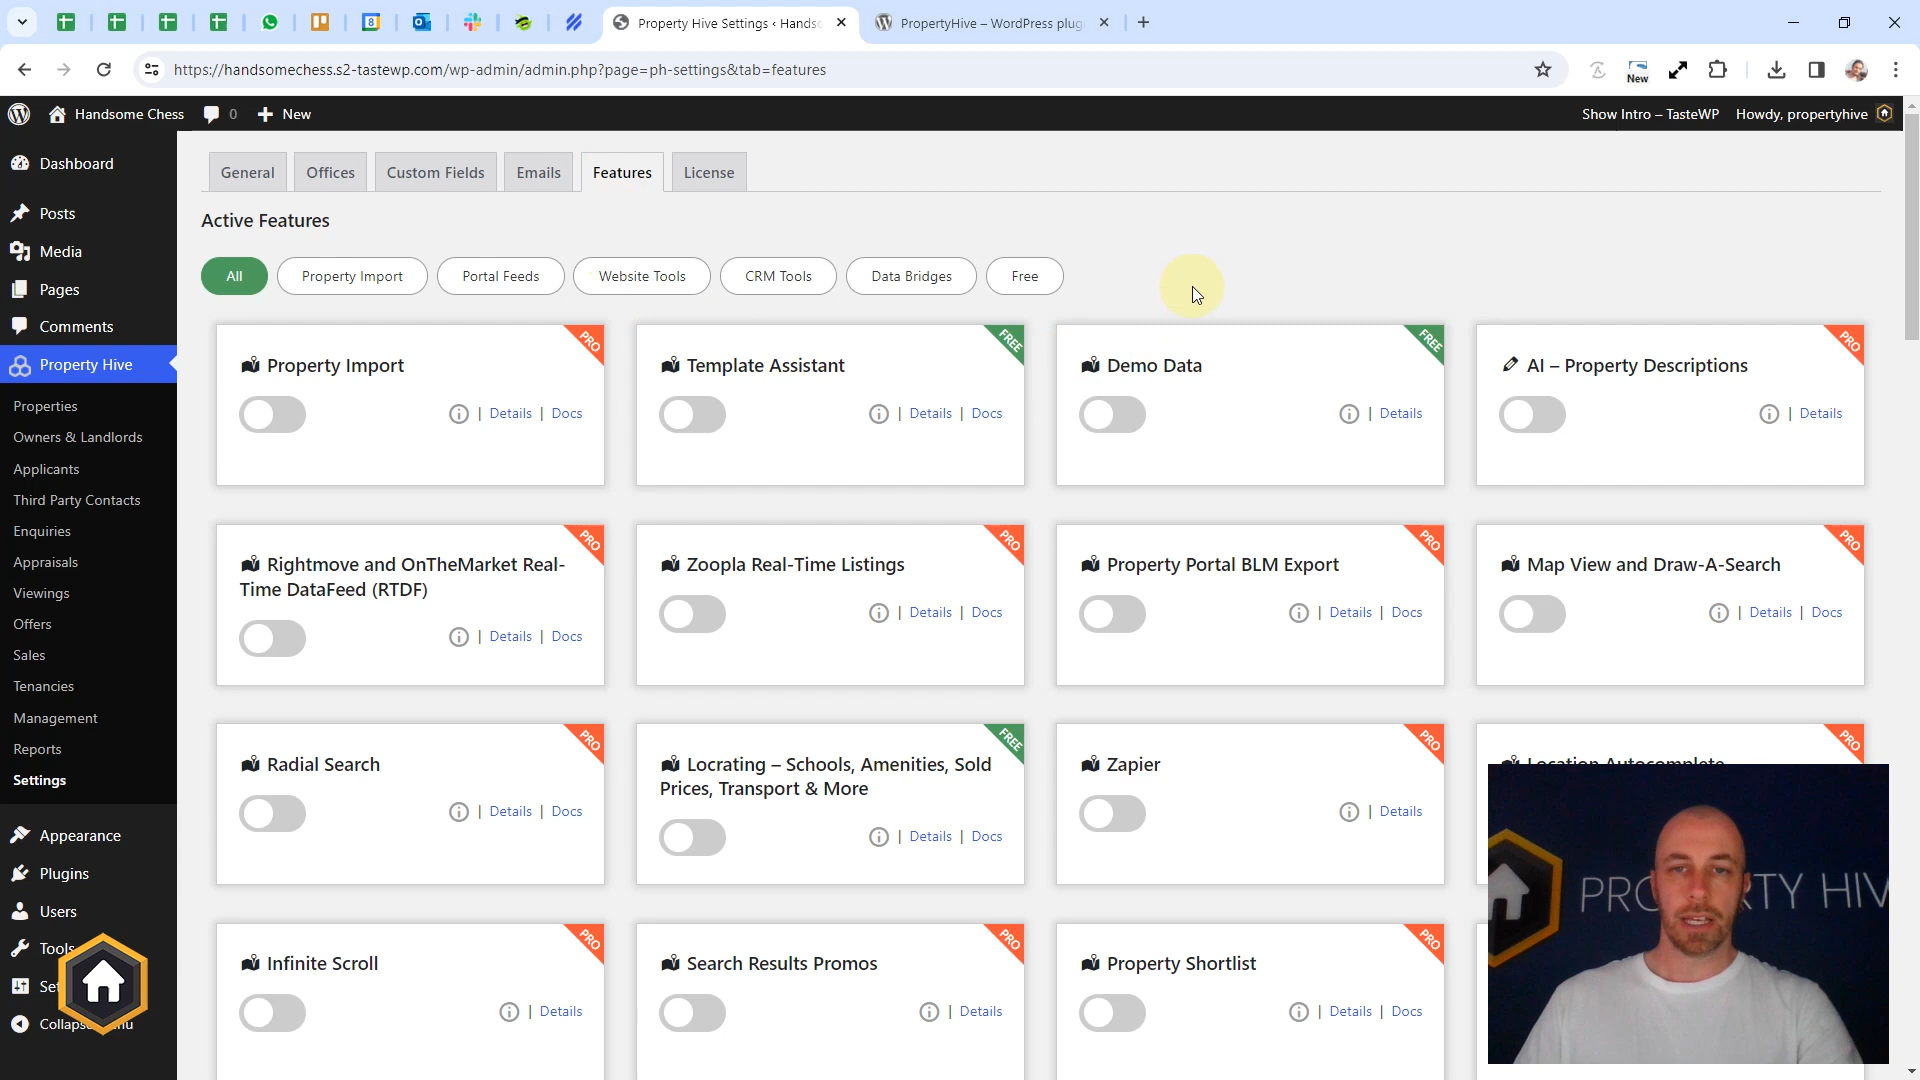 Property Hive Settings ‹ Handsc
PropertyHive – WordPress plug
https://handsomechess.s2-tastewp.com/wp-admin/admin.php?page=ph-settings&tab=features
New
Handsome Chess
0
New
Show Intro – TasteWP
Howdy, propertyhive
Dashboard
Posts
Media
Pages
Comments
Property Hive
Properties
Owners & Landlords
Applicants
Third Party Contacts
Enquiries
Appraisals
Viewings
Offers
Sales
Tenancies
Management
Reports
Settings
Appearance
Plugins
Users
Tools
General
Offices
Custom Fields
Emails
Features
License
Active Features
All
Property Import
Portal Feeds
Website Tools
CRM Tools
Data Bridges
Free
PRO
Property Import
Details | Docs
FREE
Template Assistant
Details | Docs
FREE
Demo Data
Details
PRO
AI – Property Descriptions
Details
PRO
Rightmove and OnTheMarket Real-
Time DataFeed (RTDF)
Details | Docs
PRO
Zoopla Real-Time Listings
Details | Docs
PRO
Property Portal BLM Export
Details | Docs
PRO
Map View and Draw-A-Search
Details | Docs
PRO
Radial Search
Details | Docs
FREE
Locrating – Schools, Amenities, Sold
Prices, Transport & More
Details | Docs
PRO
Zapier
Details
PRO
Location Autocomplete
PRO
Infinite Scroll
Details
PRO
Search Results Promos
Details
PRO
Property Shortlist
Details | Docs